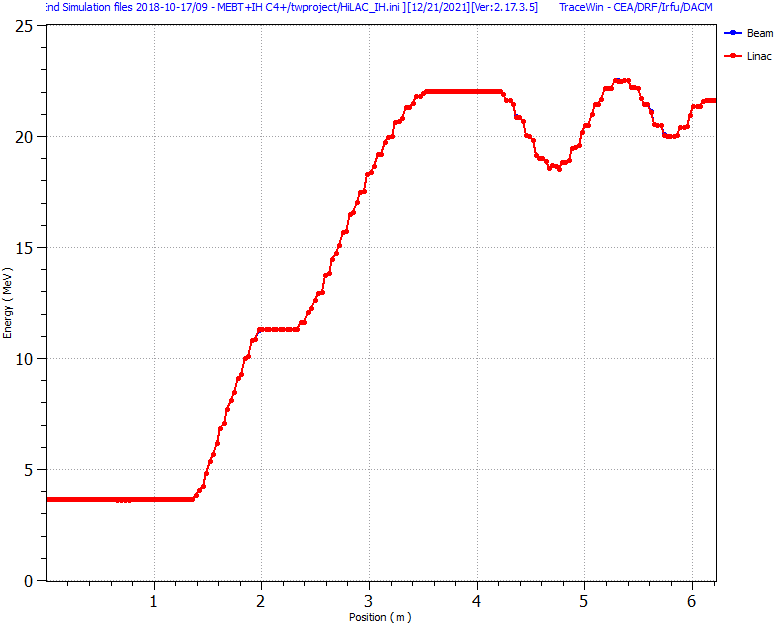 End Simulation files 2018-10-17/09 - MEBT+IH C4+/twproject/HiLAC_IH.ini ][12/21/2021][Ver:2.17.3.5] TraceWin - CEA/DRF/Irfu/DACM
Beam
Linac
25
20
15
10
5
0
Energy ( MeV )
1 2 3 4 5 6
Position ( m )